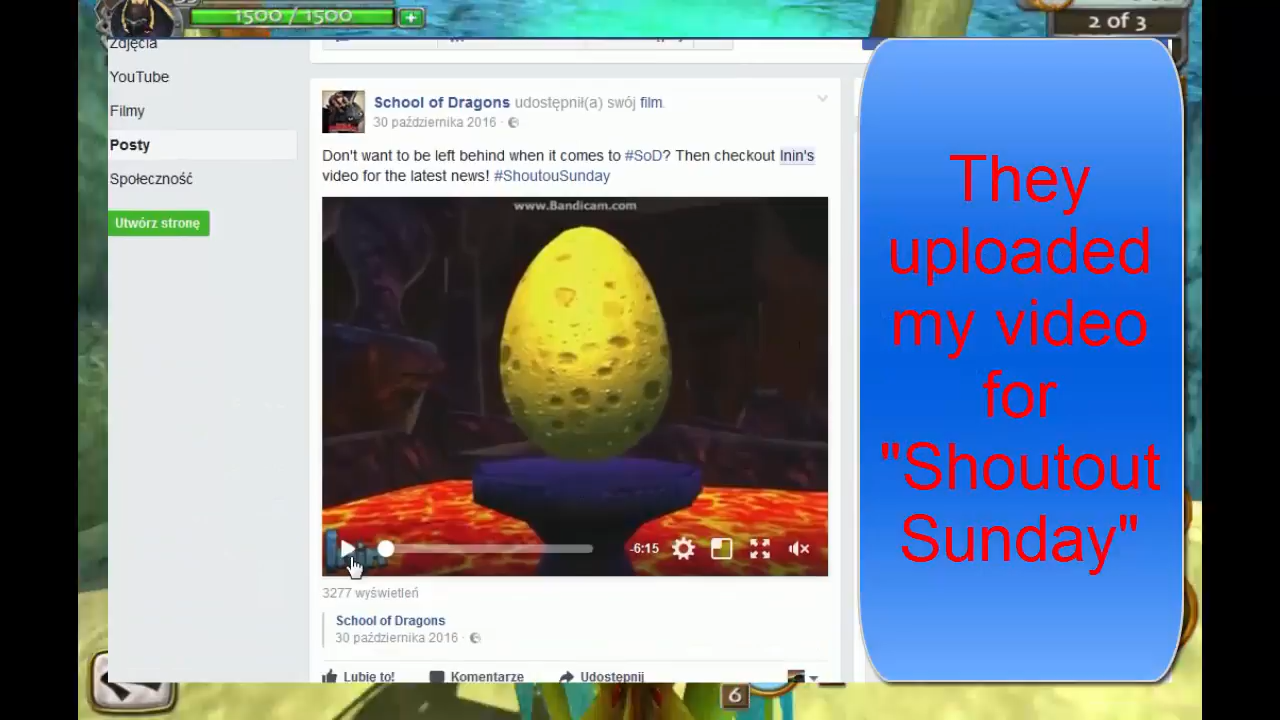 1500 / 1500
2 of 3
Zdjęcia
YouTube
Filmy
Posty
Społeczność
Utwórz stronę
School of Dragons udostępnił(a) swój film.
30 października 2016 ·
Don't want to be left behind when it comes to #SoD? Then checkout Inin's
video for the latest news! #ShoutouSunday
www.Bandicam.com
-6:15
3277 wyświetleń
School of Dragons
30 października 2016 ·
Lubię to! Komentarze Udostępnij
They
uploaded
my video
for
"Shoutout
Sunday"
6